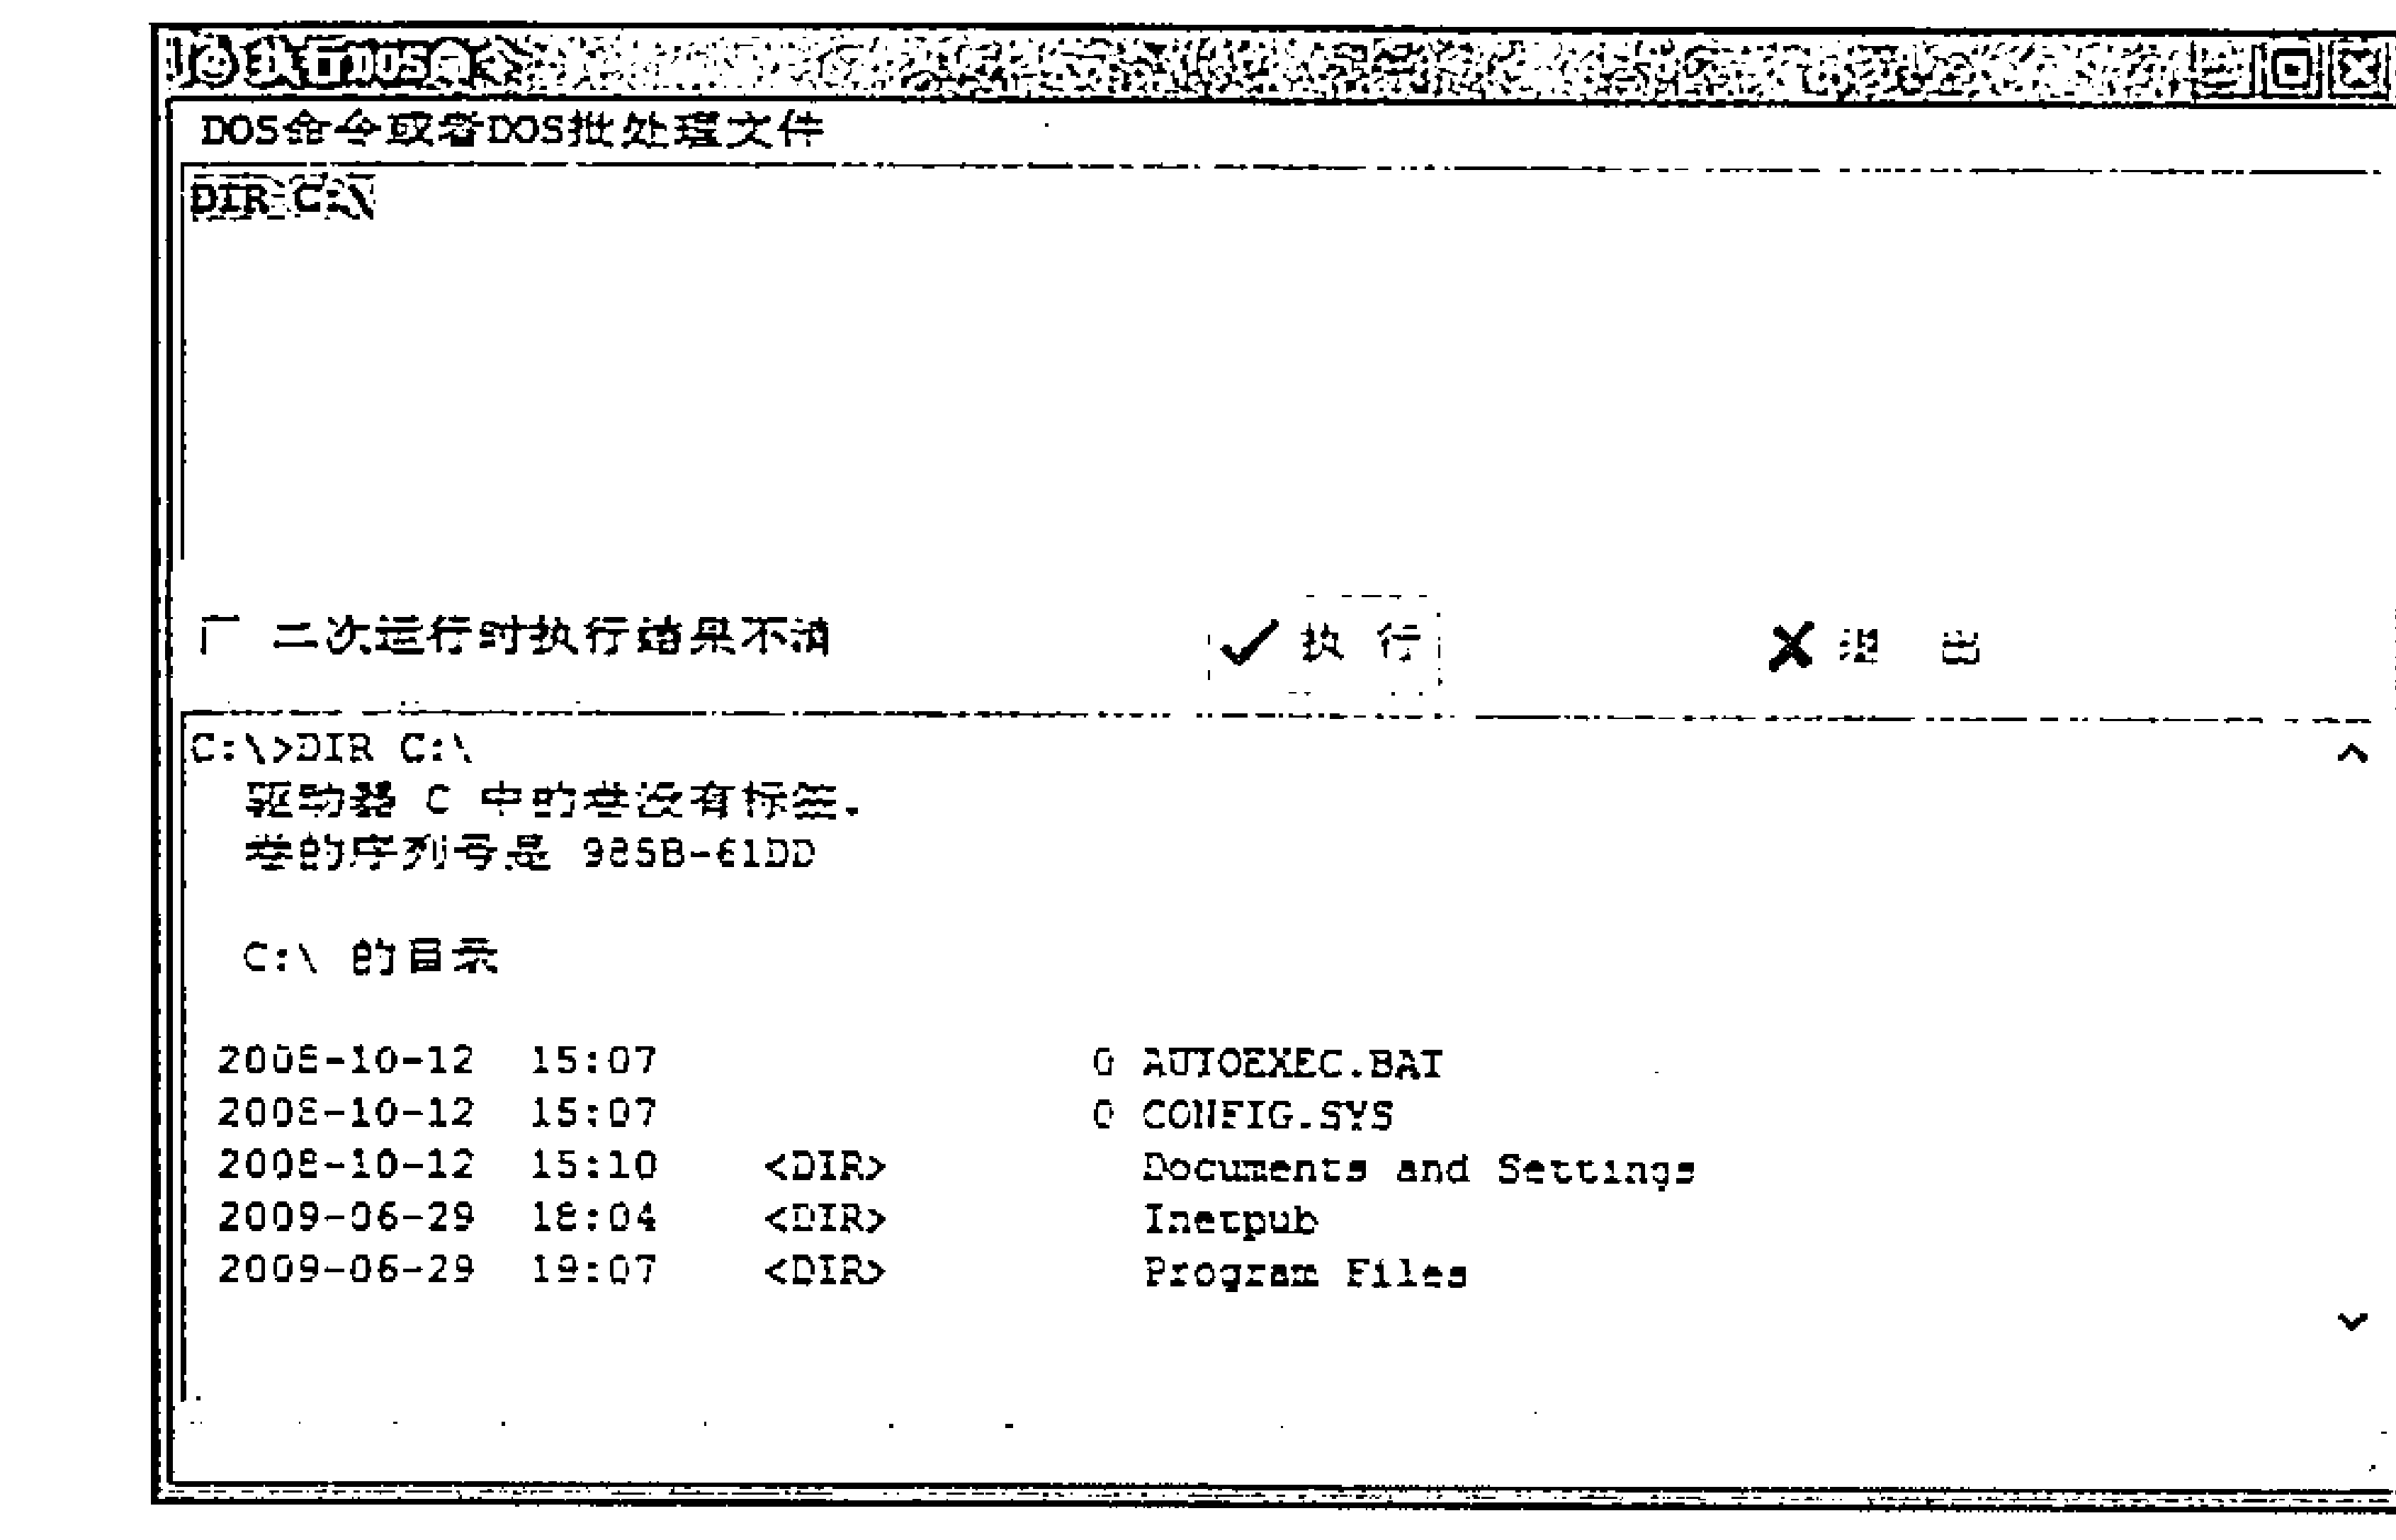 执行DOS命令
DOS命令或者DOS批处理文件
DIR C:\
二次运行时执行结果不清
执 行
退 出
C:\>DIR C:\
驱动器 C 中的卷没有标签.
卷的序列号是 985B-61DD
C:\ 的目录
2008-10-12 15:07 0 AUTOEXEC.BAT
2008-10-12 15:07 0 CONFIG.SYS
2008-10-12 15:10 <DIR> Documents and Settings
2009-06-29 18:04 <DIR> Inetpub
2009-06-29 19:07 <DIR> Program Files